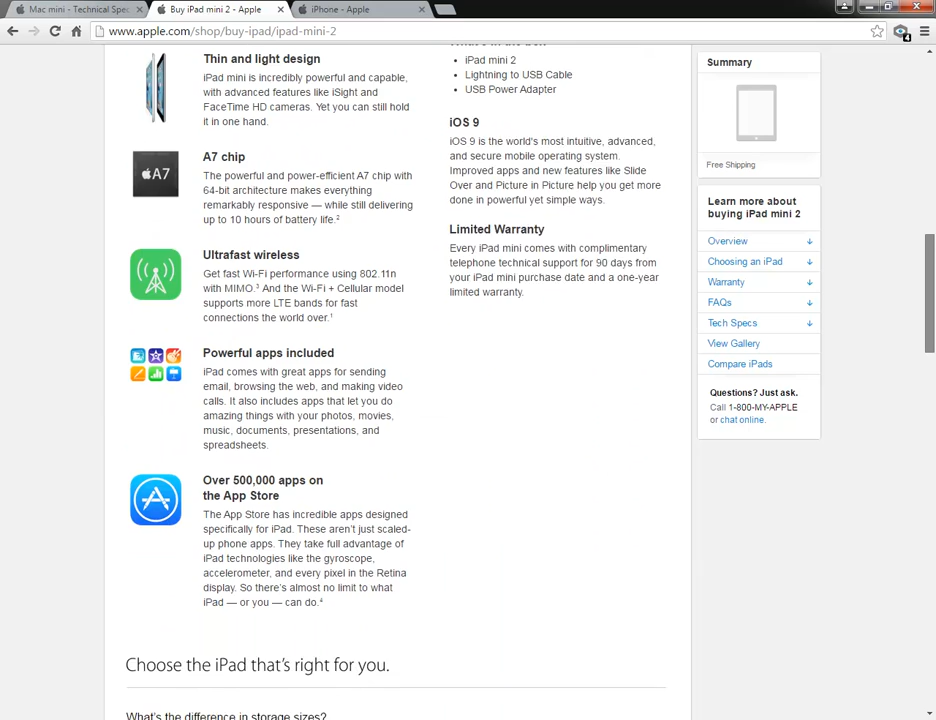 Mac mini - Technical Spec
Buy iPad mini 2 - Apple
iPhone - Apple
www.apple.com/shop/buy-ipad/ipad-mini-2
4
Thin and light design
iPad mini is incredibly powerful and capable,
with advanced features like iSight and
FaceTime HD cameras. Yet you can still hold
it in one hand.
A7
A7 chip
The powerful and power-efficient A7 chip with
64-bit architecture makes everything
remarkably responsive — while still delivering
up to 10 hours of battery life.²
Ultrafast wireless
Get fast Wi-Fi performance using 802.11n
with MIMO.³ And the Wi-Fi + Cellular model
supports more LTE bands for fast
connections the world over.¹
Powerful apps included
iPad comes with great apps for sending
email, browsing the web, and making video
calls. It also includes apps that let you do
amazing things with your photos, movies,
music, documents, presentations, and
spreadsheets.
Over 500,000 apps on
the App Store
The App Store has incredible apps designed
specifically for iPad. These aren't just scaled-
up phone apps. They take full advantage of
iPad technologies like the gyroscope,
accelerometer, and every pixel in the Retina
display. So there's almost no limit to what
iPad — or you — can do.⁴
What's in the box
• iPad mini 2
• Lightning to USB Cable
• USB Power Adapter
iOS 9
iOS 9 is the world's most intuitive, advanced,
and secure mobile operating system.
Improved apps and new features like Slide
Over and Picture in Picture help you get more
done in powerful yet simple ways.
Limited Warranty
Every iPad mini comes with complimentary
telephone technical support for 90 days from
your iPad mini purchase date and a one-year
limited warranty.
Summary
Free Shipping
Learn more about
buying iPad mini 2
Overview
Choosing an iPad
Warranty
FAQs
Tech Specs
View Gallery
Compare iPads
Questions? Just ask.
Call 1-800-MY-APPLE
or chat online.
Choose the iPad that's right for you.
What's the difference in storage sizes?